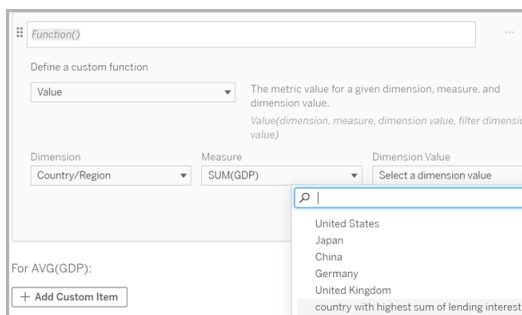 Function()
Define a custom function
Value
The metric value for a given dimension, measure, and
dimension value.
Value(dimension, measure, dimension value, filter dimensio
value)
Dimension
Measure
Dimension Value
Country/Region
SUM(GDP)
Select a dimension value
United States
Japan
China
Germany
United Kingdom
country with highest sum of lending interest
For AVG(GDP):
+ Add Custom Item